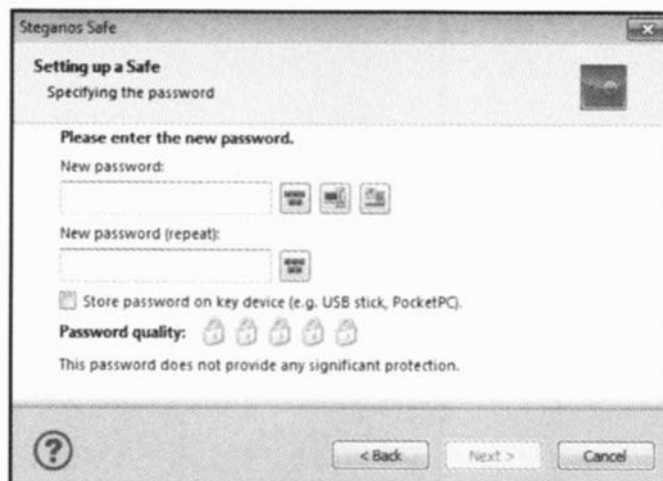 Steganos Safe
Setting up a Safe
Specifying the password
Please enter the new password.
New password:
New password (repeat):
Store password on key device (e.g. USB stick, PocketPC).
Password quality:
This password does not provide any significant protection.
?
< Back Next > Cancel